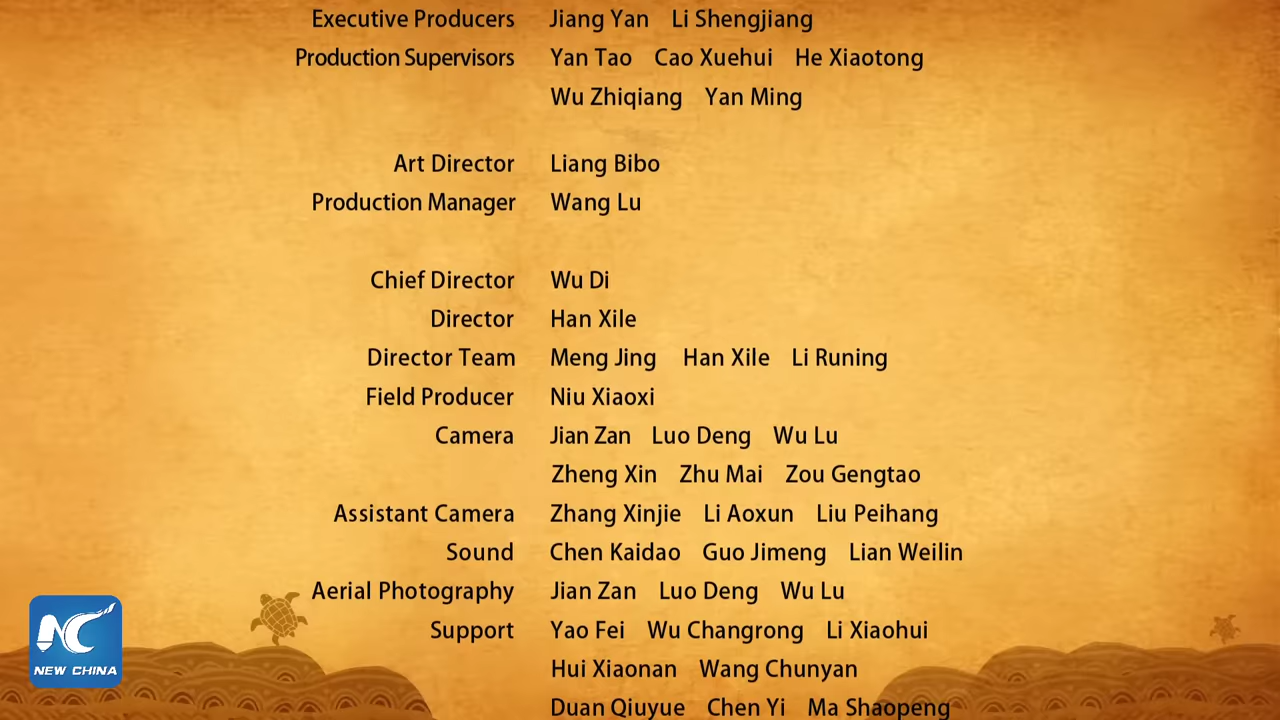 Executive Producers Jiang Yan Li Shengjiang
Production Supervisors Yan Tao Cao Xuehui He Xiaotong
Wu Zhiqiang Yan Ming
Art Director Liang Bibo
Production Manager Wang Lu
Chief Director Wu Di
Director Han Xile
Director Team Meng Jing Han Xile Li Runing
Field Producer Niu Xiaoxi
Camera Jian Zan Luo Deng Wu Lu
Zheng Xin Zhu Mai Zou Gengtao
Assistant Camera Zhang Xinjie Li Aoxun Liu Peihang
Sound Chen Kaidao Guo Jimeng Lian Weilin
Aerial Photography Jian Zan Luo Deng Wu Lu
Support Yao Fei Wu Changrong Li Xiaohui
Hui Xiaonan Wang Chunyan
Duan Qiuyue Chen Yi Ma Shaopeng
NC
NEW CHINA